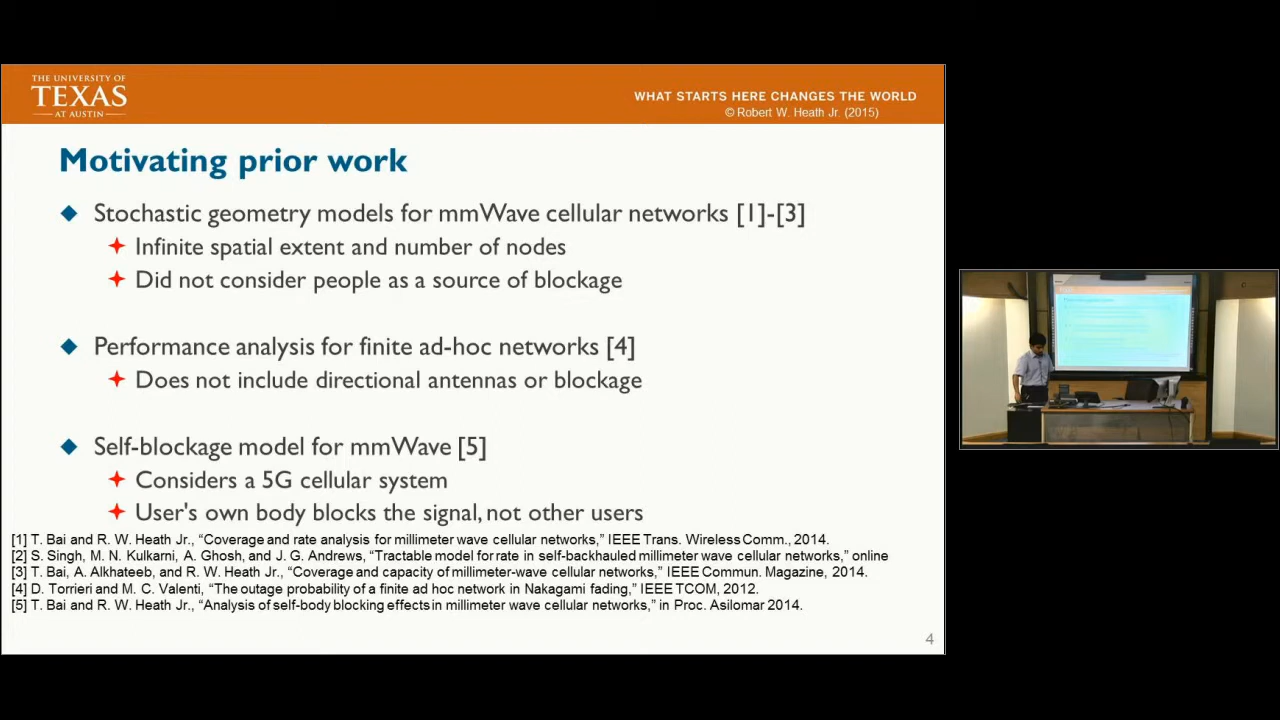 THE UNIVERSITY OF
TEXAS
AT AUSTIN
WHAT STARTS HERE CHANGES THE WORLD
© Robert W. Heath Jr. (2015)
Motivating prior work
Stochastic geometry models for mmWave cellular networks [1]-[3]
Infinite spatial extent and number of nodes
Did not consider people as a source of blockage
Performance analysis for finite ad-hoc networks [4]
Does not include directional antennas or blockage
Self-blockage model for mmWave [5]
Considers a 5G cellular system
User's own body blocks the signal, not other users
[1] T. Bai and R. W. Heath Jr., “Coverage and rate analysis for millimeter wave cellular networks,” IEEE Trans. Wireless Comm., 2014.
[2] S. Singh, M. N. Kulkarni, A. Ghosh, and J. G. Andrews, “Tractable model for rate in self-backhauled millimeter wave cellular networks,” online
[3] T. Bai, A. Alkhateeb, and R. W. Heath Jr., “Coverage and capacity of millimeter-wave cellular networks,” IEEE Commun. Magazine, 2014.
[4] D. Torrieri and M. C. Valenti, “The outage probability of a finite ad hoc network in Nakagami fading,” IEEE TCOM, 2012.
[5] T. Bai and R. W. Heath Jr., “Analysis of self-body blocking effects in millimeter wave cellular networks,” in Proc. Asilomar 2014.
4